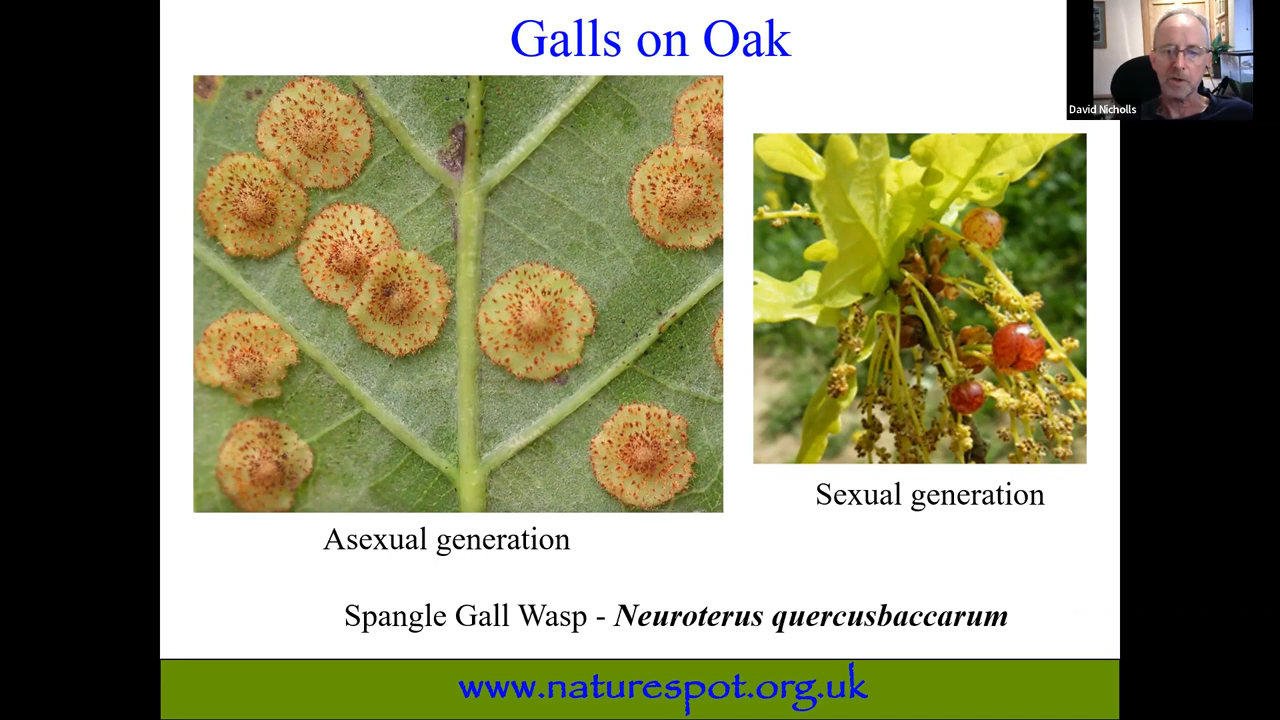 Galls on Oak
David Nicholls
Sexual generation
Asexual generation
Spangle Gall Wasp - Neuroterus quercusbaccarum
www.naturespot.org.uk